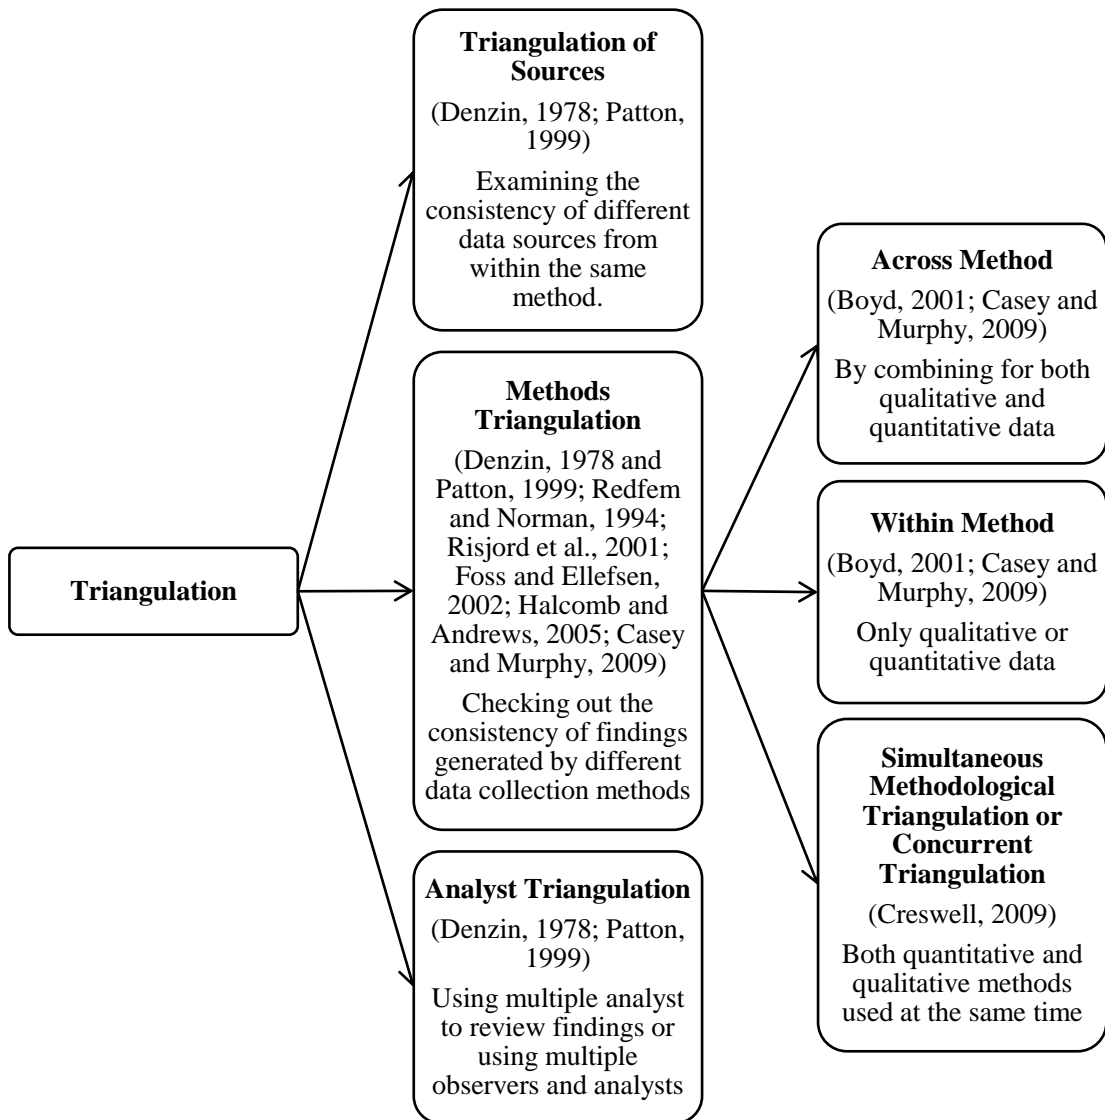 Triangulation
Triangulation of
Sources
(Denzin, 1978; Patton,
1999)
Examining the
consistency of different
data sources from
within the same
method.
Methods
Triangulation
(Denzin, 1978 and
Patton, 1999; Redfem
and Norman, 1994;
Risjord et al., 2001;
Foss and Ellefsen,
2002; Halcomb and
Andrews, 2005; Casey
and Murphy, 2009)
Checking out the
consistency of findings
generated by different
data collection methods
Analyst Triangulation
(Denzin, 1978; Patton,
1999)
Using multiple analyst
to review findings or
using multiple
observers and analysts
Across Method
(Boyd, 2001; Casey and
Murphy, 2009)
By combining for both
qualitative and
quantitative data
Within Method
(Boyd, 2001; Casey and
Murphy, 2009)
Only qualitative or
quantitative data
Simultaneous
Methodological
Triangulation or
Concurrent
Triangulation
(Creswell, 2009)
Both quantitative and
qualitative methods
used at the same time